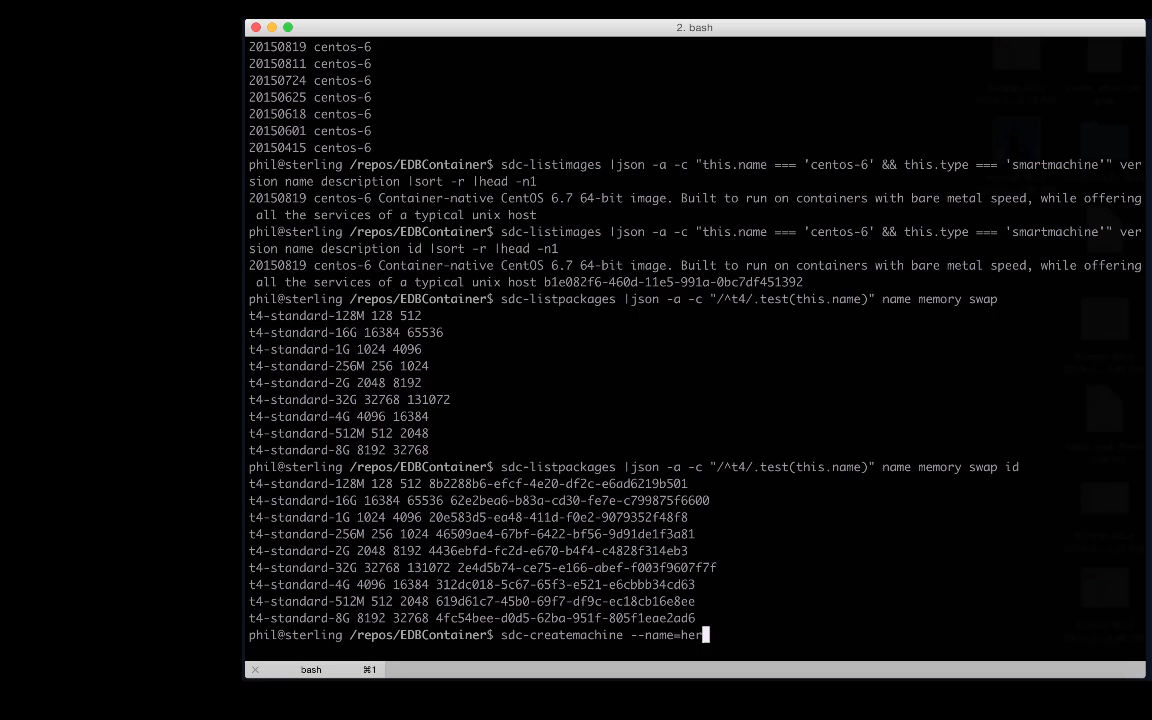 2. bash
20150819 centos-6
20150811 centos-6
20150724 centos-6
20150625 centos-6
20150618 centos-6
20150601 centos-6
20150415 centos-6
phil@sterling /repos/EDBContainer$ sdc-listimages |json -a -c "this.name === 'centos-6' && this.type === 'smartmachine'" ver
sion name description |sort -r |head -n1
20150819 centos-6 Container-native CentOS 6.7 64-bit image. Built to run on containers with bare metal speed, while offering
 all the services of a typical unix host
phil@sterling /repos/EDBContainer$ sdc-listimages |json -a -c "this.name === 'centos-6' && this.type === 'smartmachine'" ver
sion name description id |sort -r |head -n1
20150819 centos-6 Container-native CentOS 6.7 64-bit image. Built to run on containers with bare metal speed, while offering
 all the services of a typical unix host b1e082f6-460d-11e5-991a-0bc7df451392
phil@sterling /repos/EDBContainer$ sdc-listpackages |json -a -c "/^t4/.test(this.name)" name memory swap
t4-standard-128M 128 512
t4-standard-16G 16384 65536
t4-standard-1G 1024 4096
t4-standard-256M 256 1024
t4-standard-2G 2048 8192
t4-standard-32G 32768 131072
t4-standard-4G 4096 16384
t4-standard-512M 512 2048
t4-standard-8G 8192 32768
phil@sterling /repos/EDBContainer$ sdc-listpackages |json -a -c "/^t4/.test(this.name)" name memory swap id
t4-standard-128M 128 512 8b2288b6-efcf-4e20-df2c-e6ad6219b501
t4-standard-16G 16384 65536 62e2bea6-b83a-cd30-fe7e-c799875f6600
t4-standard-1G 1024 4096 20e583d5-ea48-411d-f0e2-9079352f48f8
t4-standard-256M 256 1024 46509ae4-67bf-6422-bf56-9d91de1f3a81
t4-standard-2G 2048 8192 4436ebfd-fc2d-e670-b4f4-c4828f314eb3
t4-standard-32G 32768 131072 2e4d5b74-ce75-e166-abef-f003f9607f7f
t4-standard-4G 4096 16384 312dc018-5c67-65f3-e521-e6cbbb34cd63
t4-standard-512M 512 2048 619d61c7-45b0-69f7-df9c-ec18cb16e8ee
t4-standard-8G 8192 32768 4fc54bee-d0d5-62ba-951f-805f1eae2ad6
phil@sterling /repos/EDBContainer$ sdc-createmachine --name=her
bash ⌘1